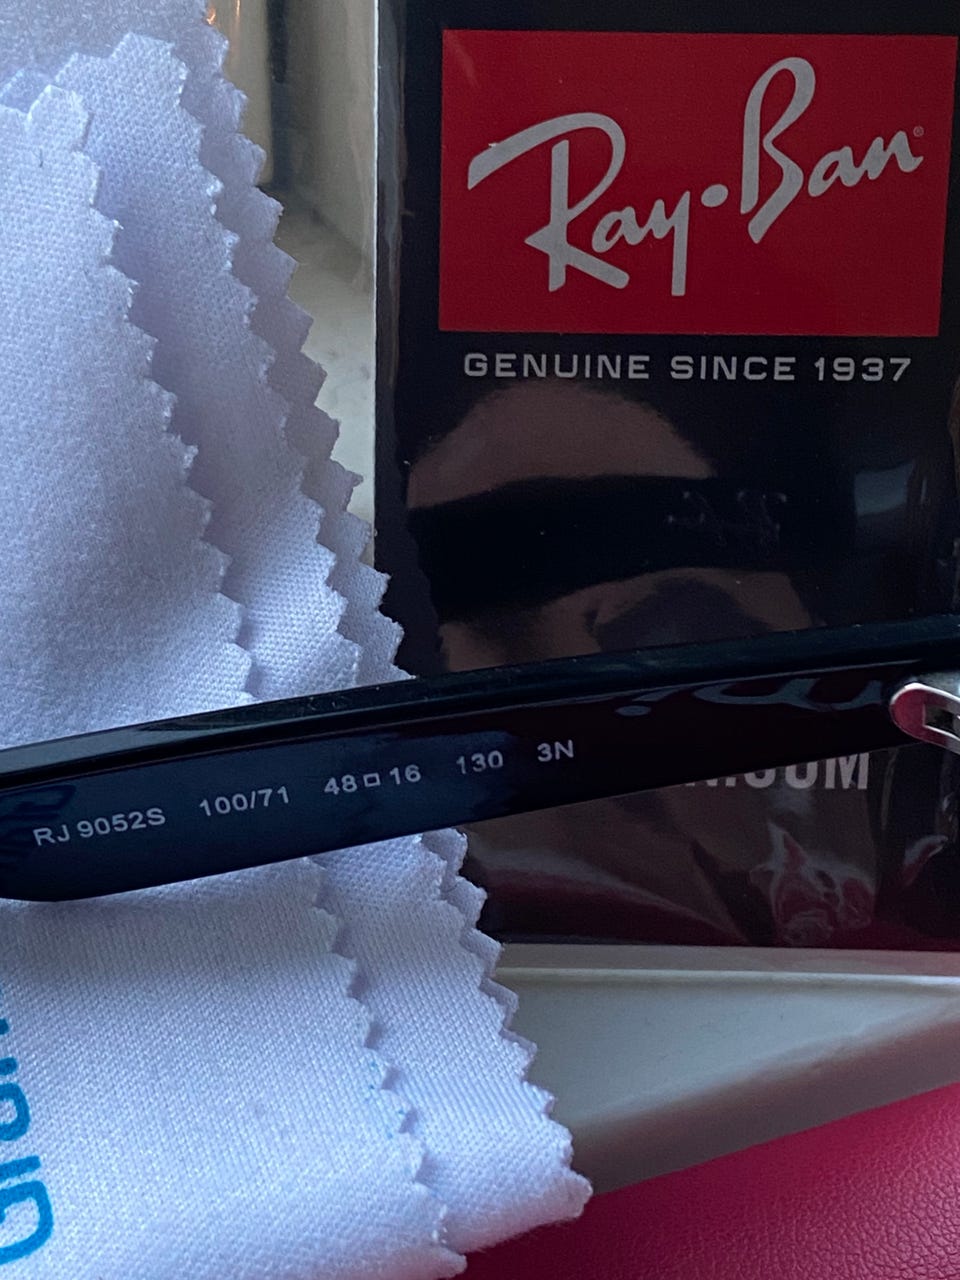 Ray-Ban®
GENUINE SINCE 1937
RJ 9052S 100/71 48□16 130 3N